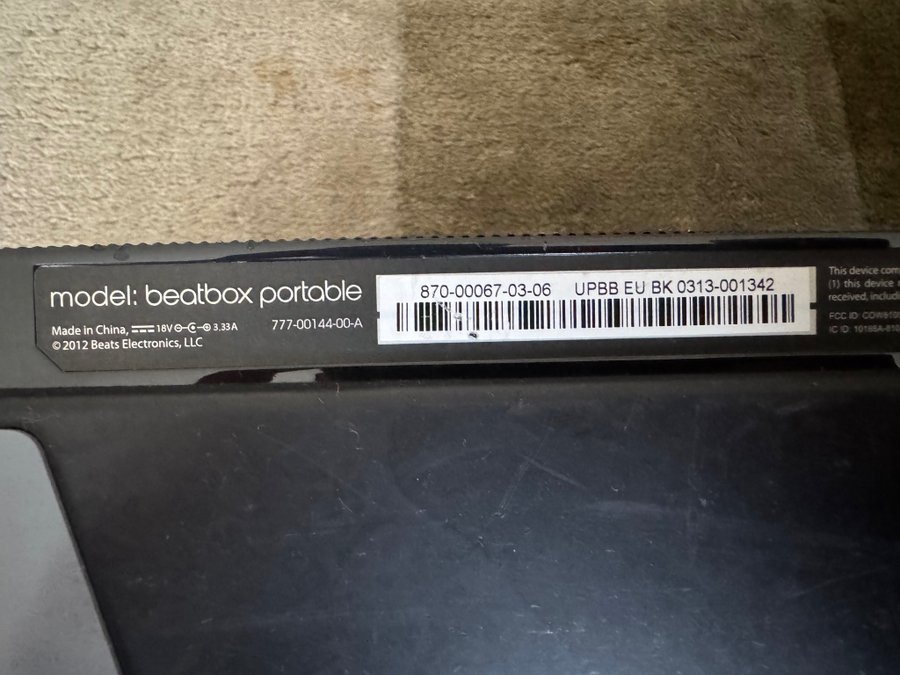 model: beatbox portable
Made in China, 18V 3.33A
777-00144-00-A
© 2012 Beats Electronics, LLC
870-00067-03-06 UPBB EU BK 0313-001342
This device com
(1) this device
received, includi
FCC ID:
IC ID: